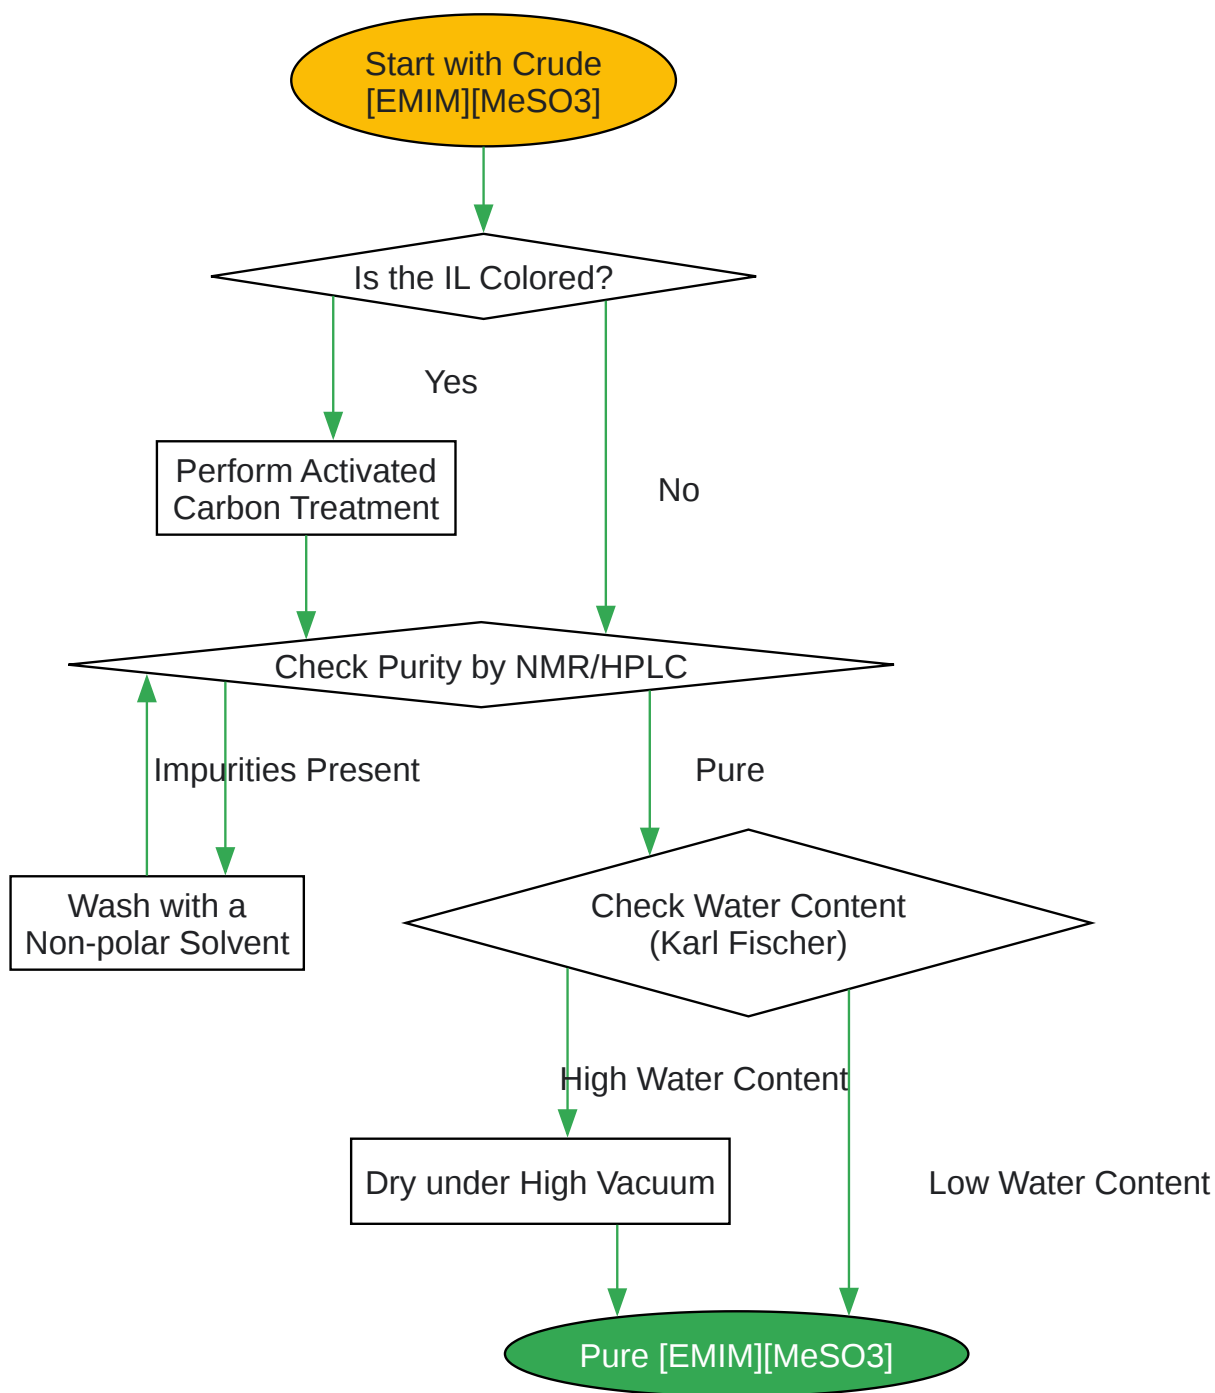 Start with Crude
[EMIM][MeSO3]
Is the IL Colored?
Yes
Perform Activated
Carbon Treatment
No
Check Purity by NMR/HPLC
Impurities Present
Pure
Wash with a
Non-polar Solvent
Check Water Content
(Karl Fischer)
High Water Content
Dry under High Vacuum
Low Water Content
Pure [EMIM][MeSO3]